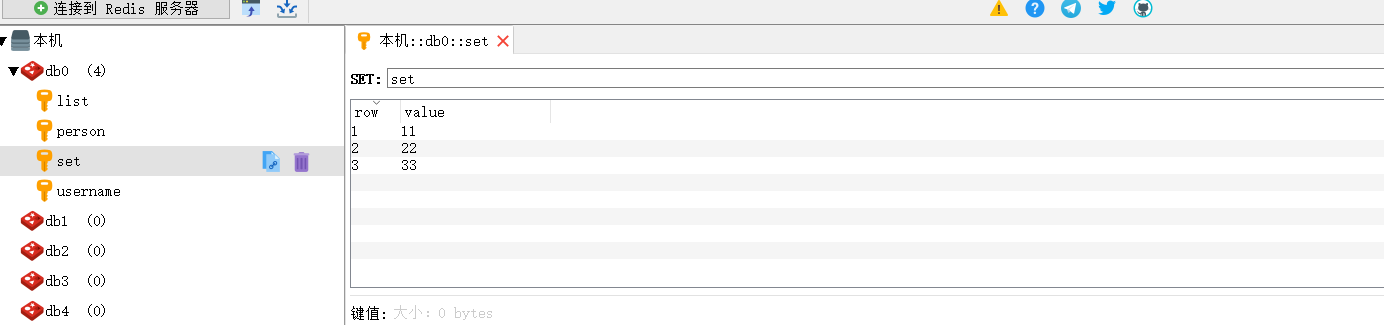 连接到 Redis 服务器
本机
db0 (4)
list
person
set
username
db1 (0)
db2 (0)
db3 (0)
db4 (0)
本机::db0::set
SET: set
row value
1 11
2 22
3 33
键值: 大小: 0 bytes